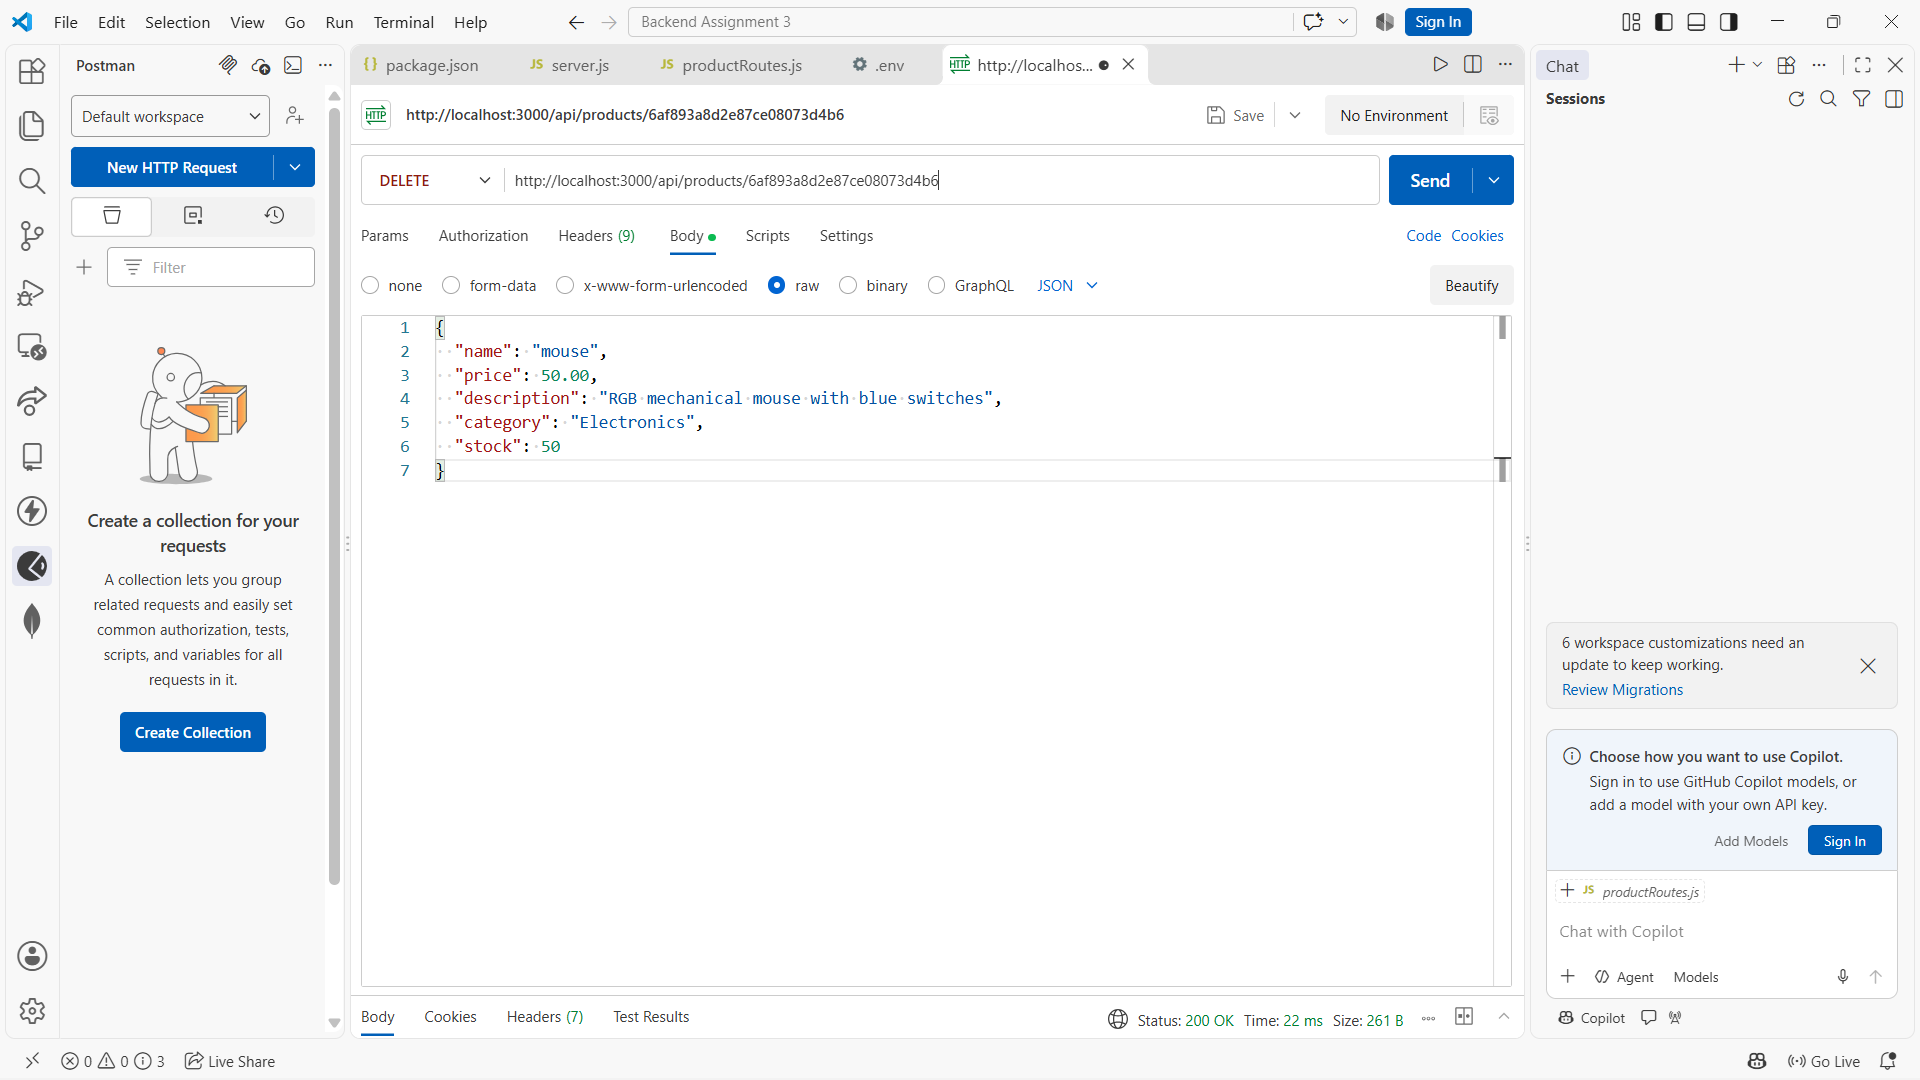 File Edit Selection View Go Run Terminal Help
Backend Assignment 3
Sign In
Postman
Default workspace
New HTTP Request
Filter
Create a collection for your
requests
A collection lets you group
related requests and easily set
common authorization, tests,
scripts, and variables for all
requests in it.
Create Collection
{} package.json
JS server.js
JS productRoutes.js
.env
HTTP http://localhos...
HTTP http://localhost:3000/api/products/6af893a8d2e87ce08073d4b6
Save
No Environment
DELETE http://localhost:3000/api/products/6af893a8d2e87ce08073d4b6
Send
Params Authorization Headers (9) Body Scripts Settings
Code Cookies
none form-data x-www-form-urlencoded raw binary GraphQL JSON
Beautify
1 {
2 "name": "mouse",
3 "price": 50.00,
4 "description": "RGB mechanical mouse with blue switches",
5 "category": "Electronics",
6 "stock": 50
7 }
Body Cookies Headers (7) Test Results
Status: 200 OK Time: 22 ms Size: 261 B
Chat
Sessions
6 workspace customizations need an
update to keep working.
Review Migrations
Choose how you want to use Copilot.
Sign in to use GitHub Copilot models, or
add a model with your own API key.
Add Models Sign In
JS productRoutes.js
Chat with Copilot
Agent Models
Copilot
0 0 3 Live Share
Go Live